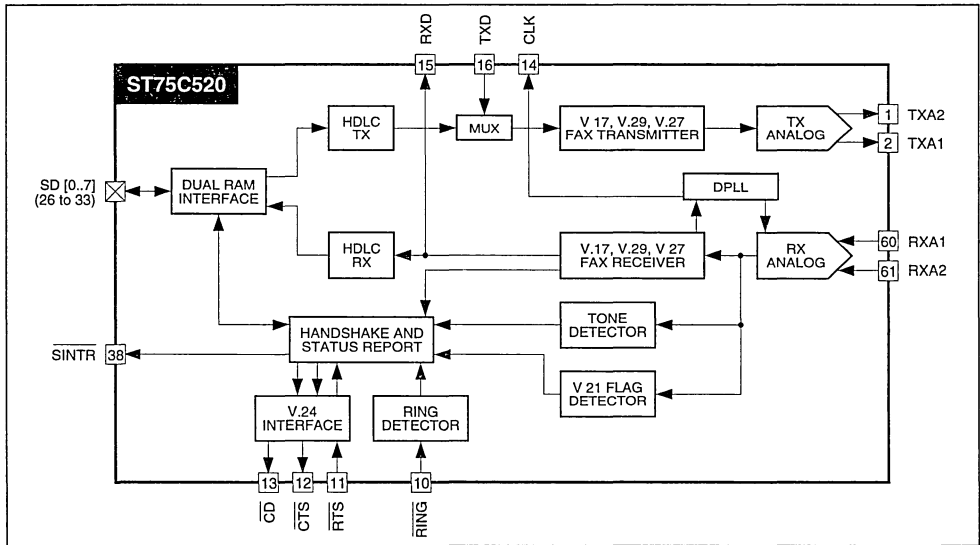 RXD
TXD
CLK
15
16
14
ST75C520
HDLC
TX
MUX
V 17, V.29, V.27
FAX TRANSMITTER
TX
ANALOG
1
TXA2
2
TXA1
SD [0..7]
(26 to 33)
DUAL RAM
INTERFACE
DPLL
HDLC
RX
V.17, V.29, V 27
FAX RECEIVER
RX
ANALOG
60
RXA1
61
RXA2
TONE
DETECTOR
HANDSHAKE AND
STATUS REPORT
SINTR
38
V 21 FLAG
DETECTOR
V.24
INTERFACE
RING
DETECTOR
13
12
11
10
CD
CTS
RTS
RING